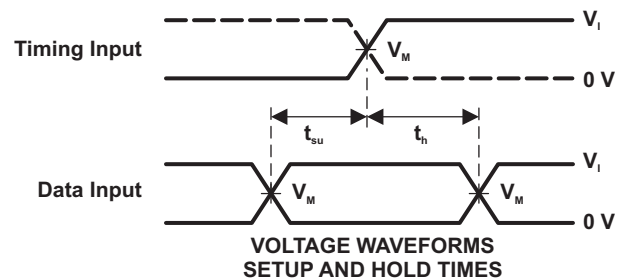 V_I
Timing Input
V_M
0 V
t_su
t_h
V_I
Data Input
V_M
V_M
0 V
VOLTAGE WAVEFORMS
SETUP AND HOLD TIMES